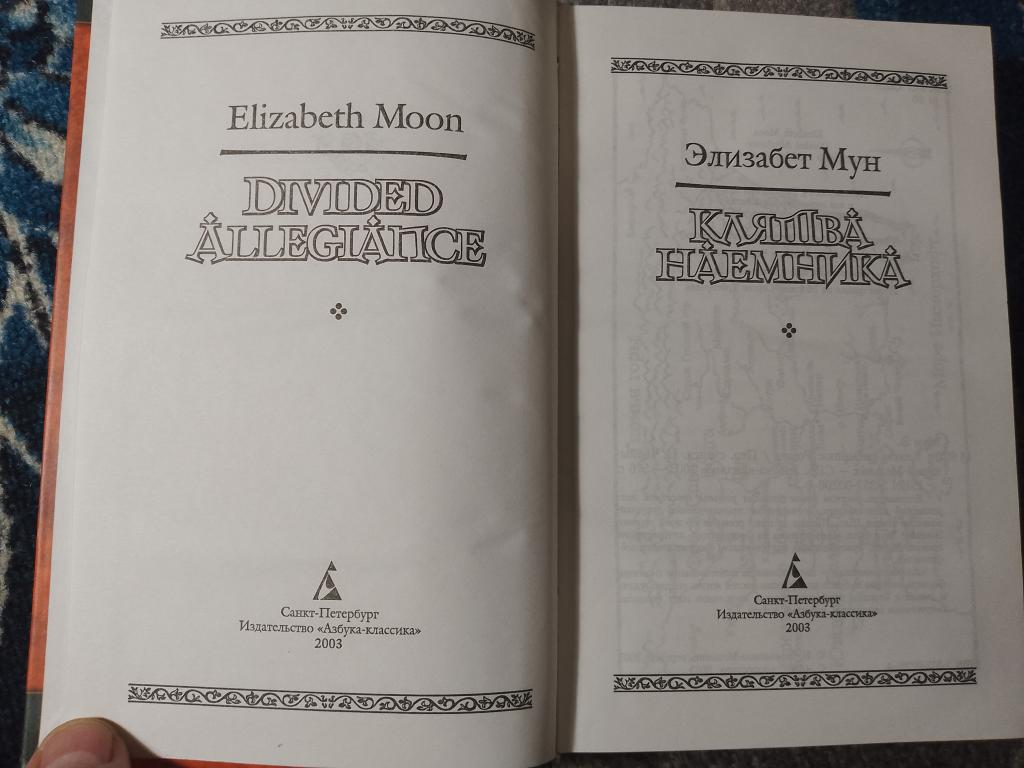 Elizabeth Moon
DIVIDED
ALLEGIANCE
Санкт-Петербург
Издательство «Азбука-классика»
2003
Элизабет Мун
КЛЯТВА
НАЕМНИКА
Санкт-Петербург
Издательство «Азбука-классика»
2003